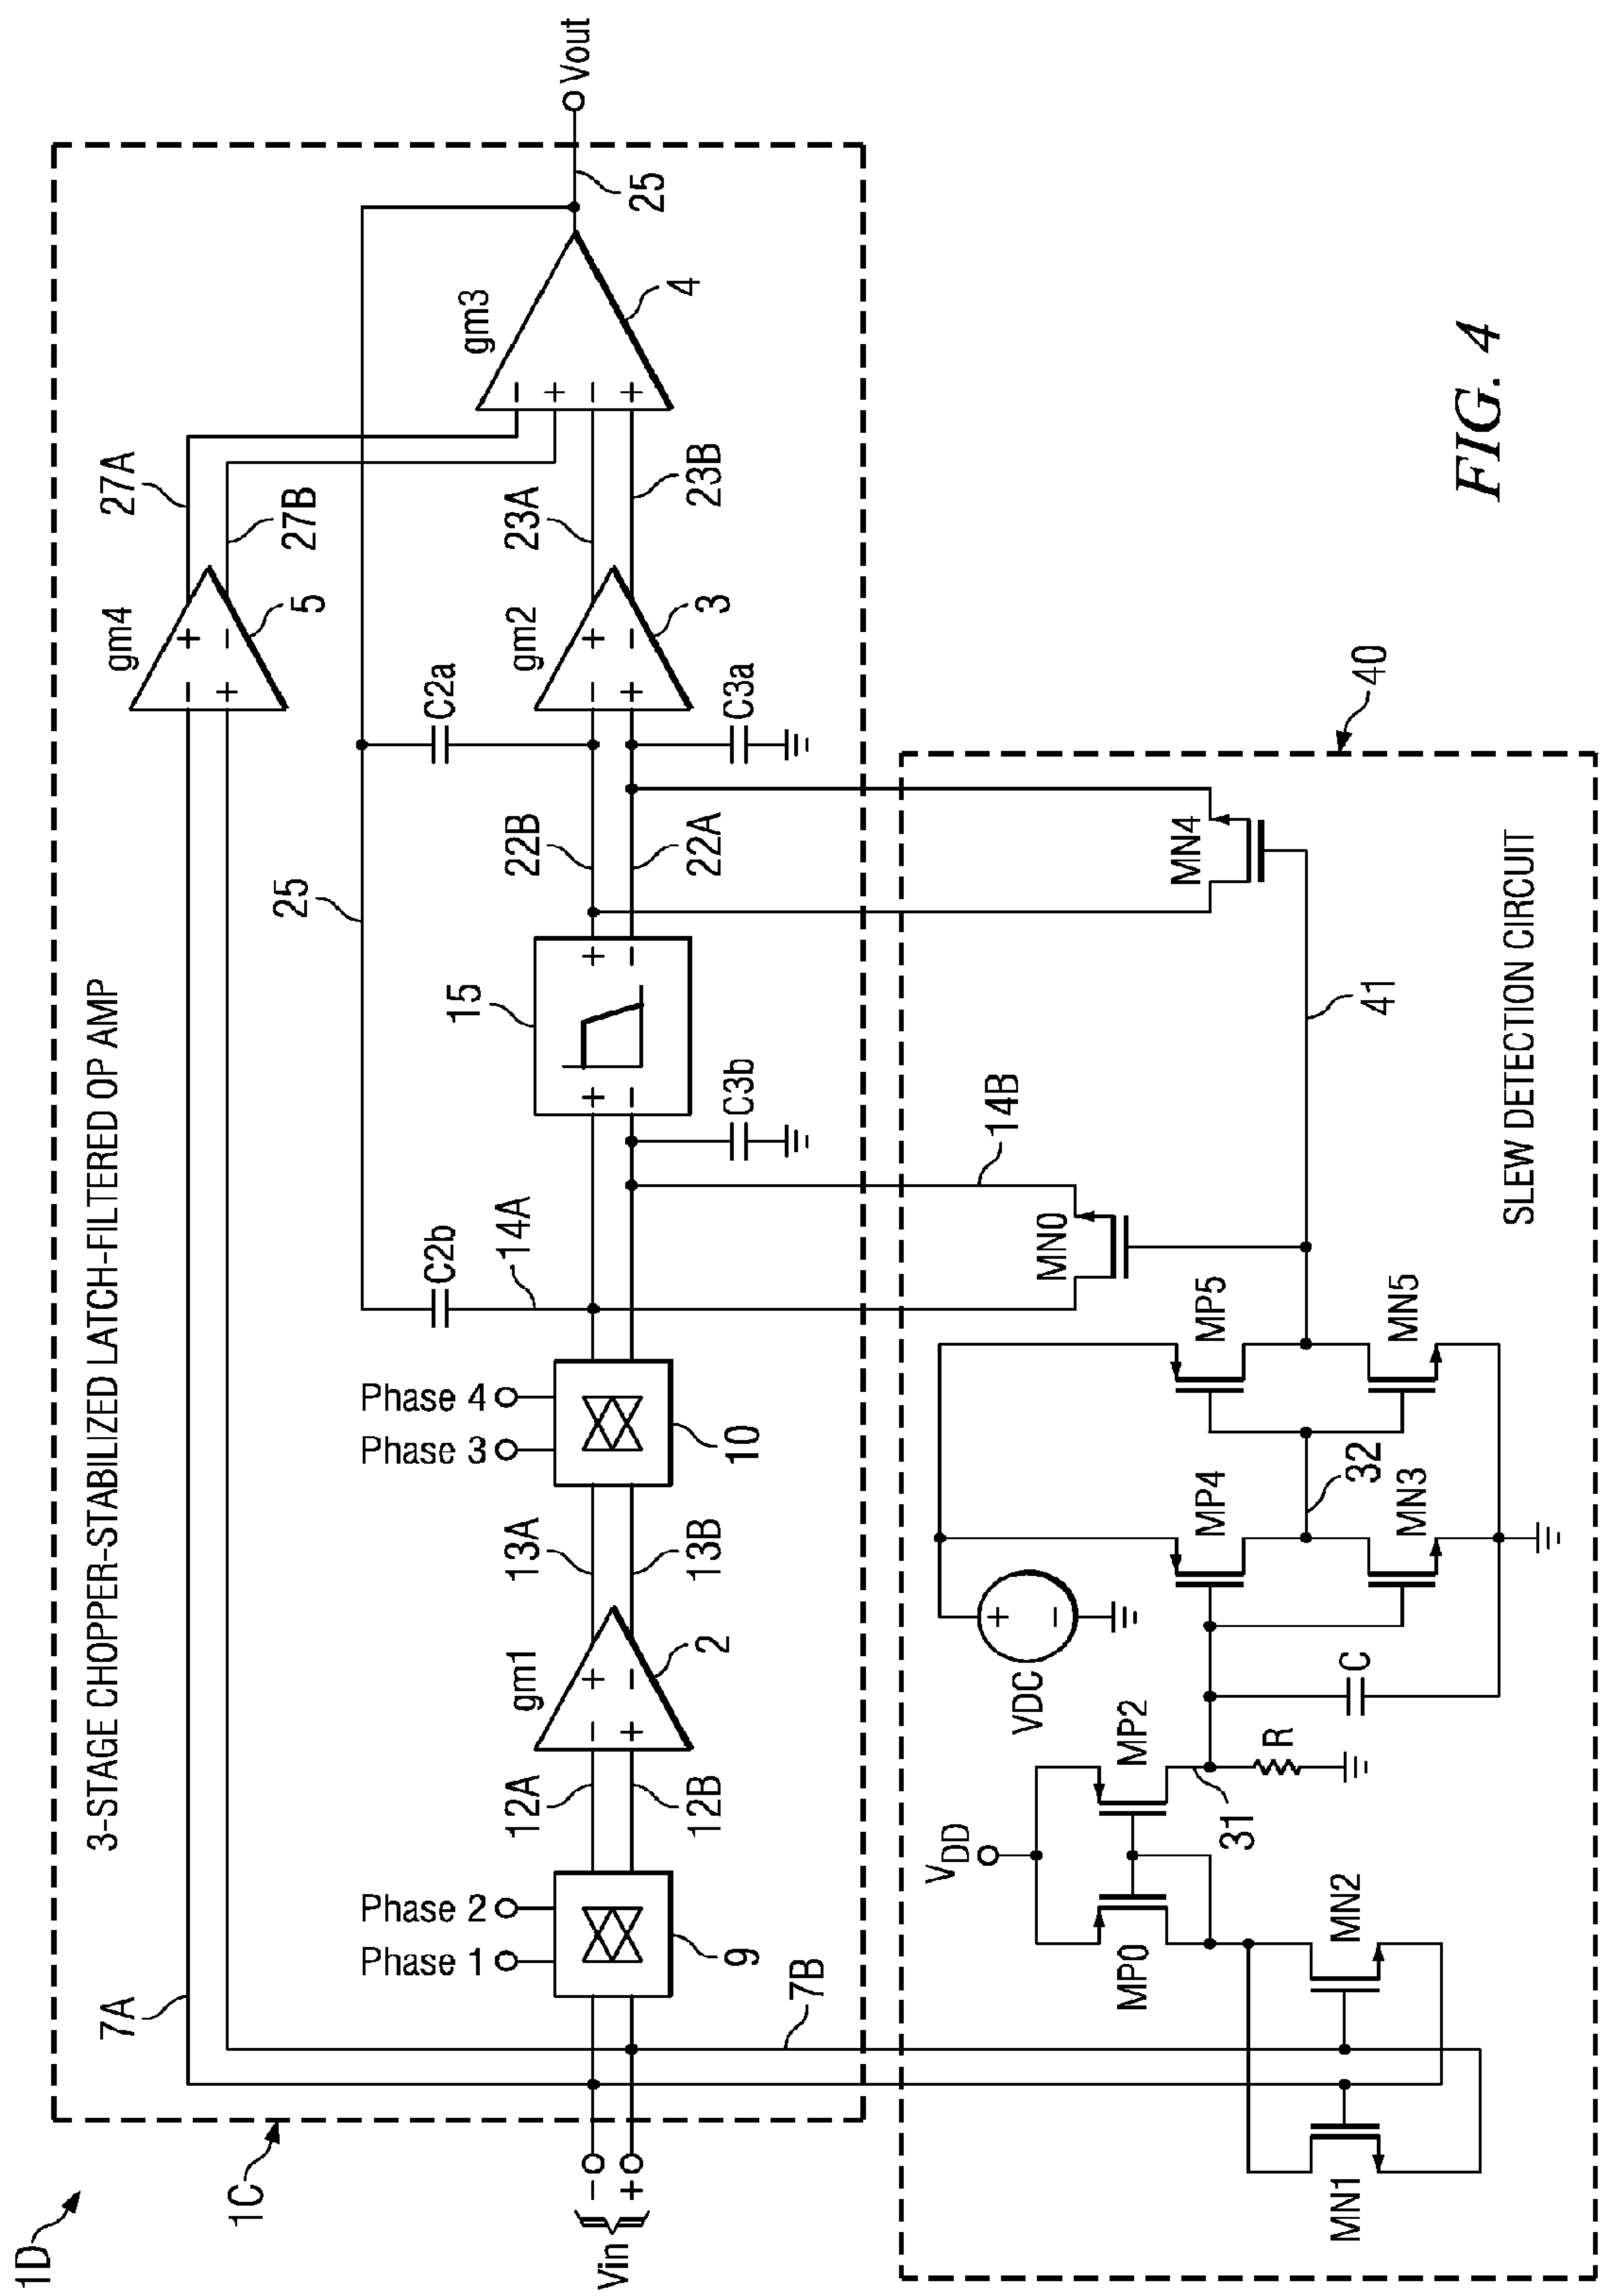 1D
1C
3-STAGE CHOPPER-STABILIZED LATCH-FILTERED OP AMP
7A
gm4
- +
+ -
5
27A
27B
25
C2b
14A
C2a
Phase 1
Phase 2
Phase 3
Phase 4
Vin
-
+
9
12A
12B
gm1
- +
+ -
2
13A
13B
10
15
+ +
- -
C3b
22B
22A
C3a
gm2
- +
+ -
3
23A
23B
gm3
-
+
-
+
4
25
Vout
7B
14B
40
VDD
MP0
MP2
VDC
+
-
MN0
MN4
MP4
MP5
31
R
C
32
41
MN1
MN2
MN3
MN5
SLEW DETECTION CIRCUIT
FIG. 4